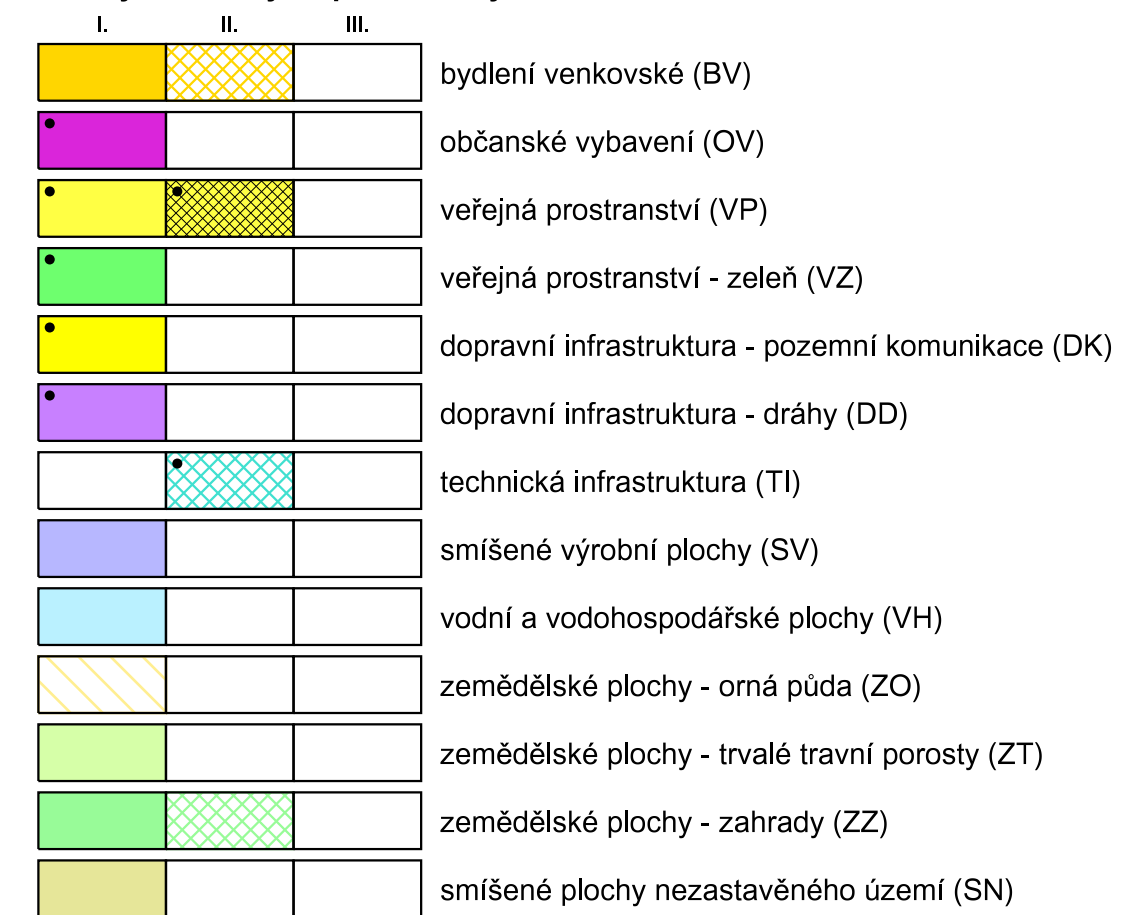 I. II. III.
bydlení venkovské (BV)
občanské vybavení (OV)
veřejná prostranství (VP)
veřejná prostranství - zeleň (VZ)
dopravní infrastruktura - pozemní komunikace (DK)
dopravní infrastruktura - dráhy (DD)
technická infrastruktura (TI)
smíšené výrobní plochy (SV)
vodní a vodohospodářské plochy (VH)
zemědělské plochy - orná půda (ZO)
zemědělské plochy - trvalé travní porosty (ZT)
zemědělské plochy - zahrady (ZZ)
smíšené plochy nezastavěného území (SN)